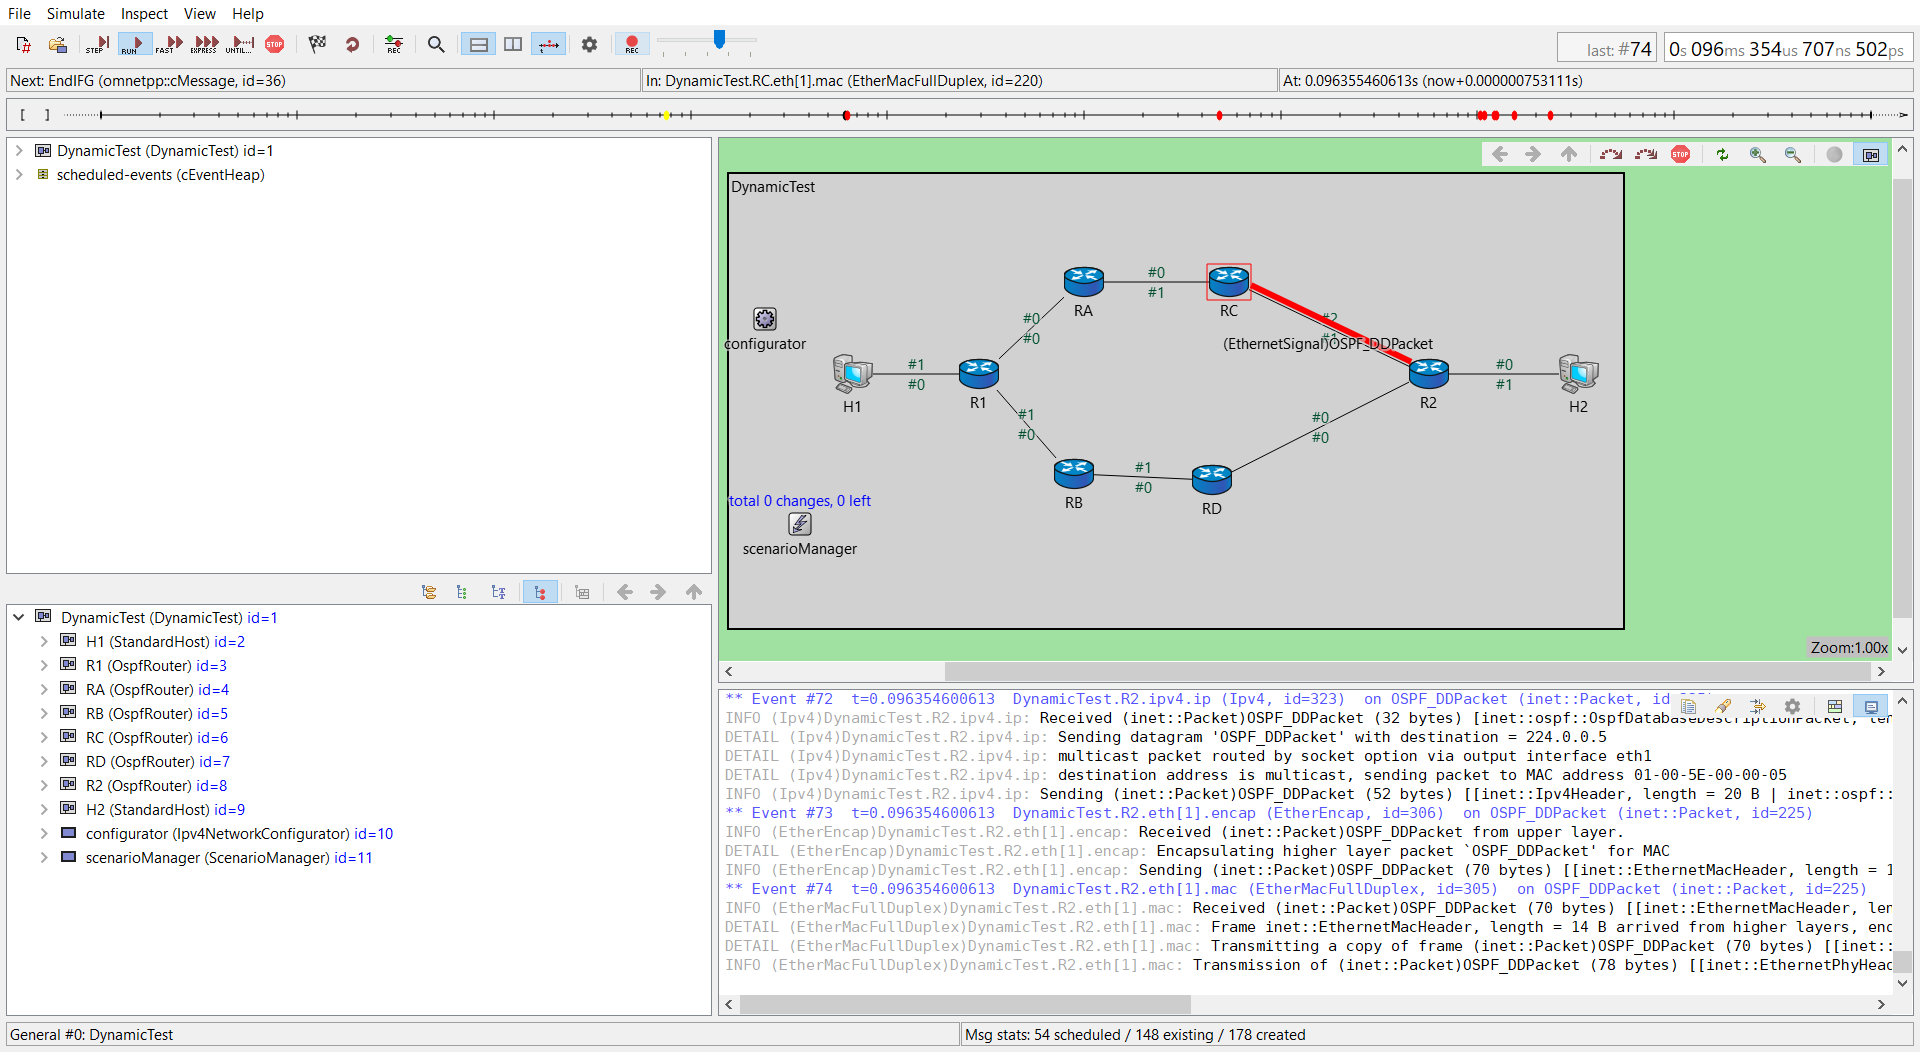 File Simulate Inspect View Help
STEP RUN FAST EXPRESS UNTIL... STOP REC REC last: #74 0s 096ms 354us 707ns 502ps
Next: EndIFG (omnetpp::cMessage, id=36) In: DynamicTest.RC.eth[1].mac (EtherMacFullDuplex, id=220) At: 0.096355460613s (now+0.000000753111s)
[ ]
DynamicTest (DynamicTest) id=1
scheduled-events (cEventHeap)
DynamicTest (DynamicTest) id=1
H1 (StandardHost) id=2
R1 (OspfRouter) id=3
RA (OspfRouter) id=4
RB (OspfRouter) id=5
RC (OspfRouter) id=6
RD (OspfRouter) id=7
R2 (OspfRouter) id=8
H2 (StandardHost) id=9
configurator (Ipv4NetworkConfigurator) id=10
scenarioManager (ScenarioManager) id=11
STOP
DynamicTest
#0
#1
RA
RC
#0
#0
#2
configurator
(EthernetSignal)OSPF_DDPacket
#1
#0
#0
#1
H1
R1
R2
H2
#1
#0
#0
#0
#1
#0
RB
RD
total 0 changes, 0 left
scenarioManager
Zoom:1.00x
** Event #72 t=0.096354600613 DynamicTest.R2.ipv4.ip (Ipv4, id=323) on OSPF_DDPacket (inet::Packet, id
INFO (Ipv4)DynamicTest.R2.ipv4.ip: Received (inet::Packet)OSPF_DDPacket (32 bytes) [inet::ospf::OspfDatabaseDescriptionPacket, len
DETAIL (Ipv4)DynamicTest.R2.ipv4.ip: Sending datagram 'OSPF_DDPacket' with destination = 224.0.0.5
DETAIL (Ipv4)DynamicTest.R2.ipv4.ip: multicast packet routed by socket option via output interface eth1
DETAIL (Ipv4)DynamicTest.R2.ipv4.ip: destination address is multicast, sending packet to MAC address 01-00-5E-00-00-05
INFO (Ipv4)DynamicTest.R2.ipv4.ip: Sending (inet::Packet)OSPF_DDPacket (52 bytes) [[inet::Ipv4Header, length = 20 B | inet::ospf::
** Event #73 t=0.096354600613 DynamicTest.R2.eth[1].encap (EtherEncap, id=306) on OSPF_DDPacket (inet::Packet, id=225)
INFO (EtherEncap)DynamicTest.R2.eth[1].encap: Received (inet::Packet)OSPF_DDPacket from upper layer.
DETAIL (EtherEncap)DynamicTest.R2.eth[1].encap: Encapsulating higher layer packet `OSPF_DDPacket' for MAC
INFO (EtherEncap)DynamicTest.R2.eth[1].encap: Sending (inet::Packet)OSPF_DDPacket (70 bytes) [[inet::EthernetMacHeader, length = 1
** Event #74 t=0.096354600613 DynamicTest.R2.eth[1].mac (EtherMacFullDuplex, id=305) on OSPF_DDPacket (inet::Packet, id=225)
INFO (EtherMacFullDuplex)DynamicTest.R2.eth[1].mac: Received (inet::Packet)OSPF_DDPacket (70 bytes) [[inet::EthernetMacHeader, len
DETAIL (EtherMacFullDuplex)DynamicTest.R2.eth[1].mac: Frame inet::EthernetMacHeader, length = 14 B arrived from higher layers, enc
DETAIL (EtherMacFullDuplex)DynamicTest.R2.eth[1].mac: Transmitting a copy of frame (inet::Packet)OSPF_DDPacket (70 bytes) [[inet::
INFO (EtherMacFullDuplex)DynamicTest.R2.eth[1].mac: Transmission of (inet::Packet)OSPF_DDPacket (78 bytes) [[inet::EthernetPhyHeac
General #0: DynamicTest Msg stats: 54 scheduled / 148 existing / 178 created